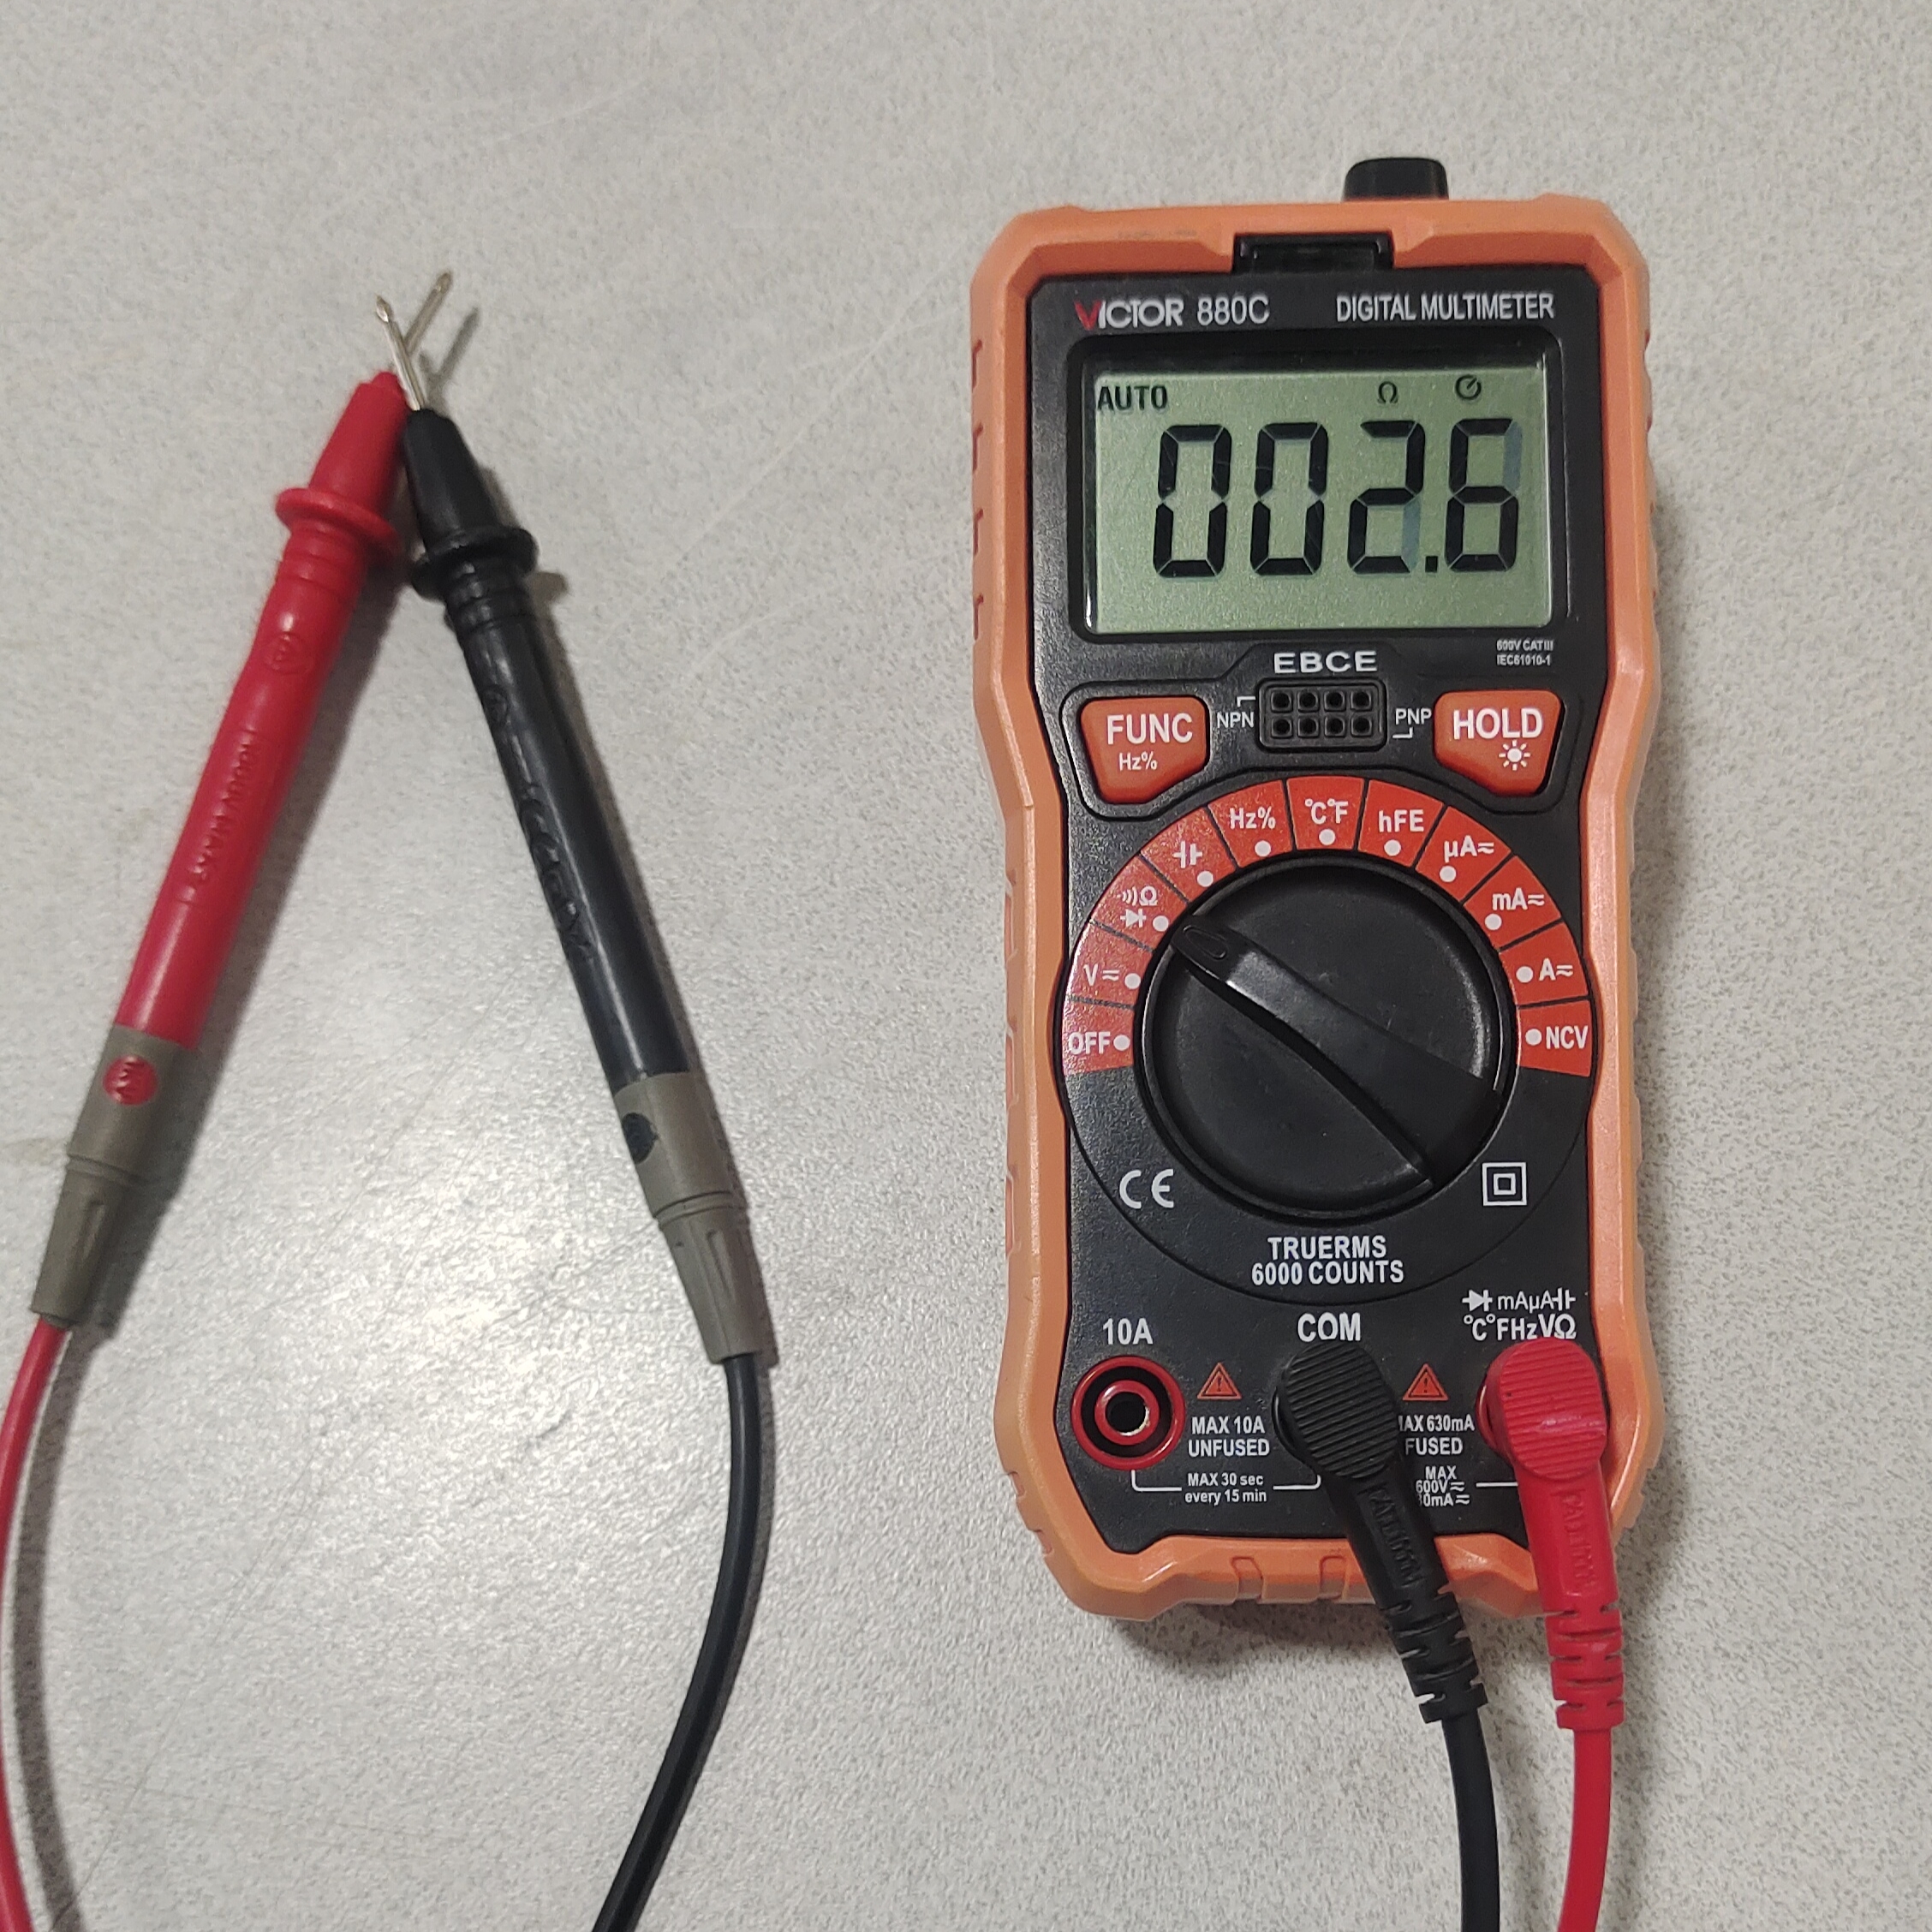 VICTOR 880C DIGITAL MULTIMETER
AUTO Ω
002.6
600V CATIII
IEC61010-1
EBCE
FUNC
Hz%
NPN
PNP
HOLD
Hz%
°C°F
hFE
µA≂
Ω
mA≂
V≂
A≂
OFF
NCV
CE
TRUERMS
6000 COUNTS
mAµA
10A
COM
°C°FHzVΩ
MAX 10A
UNFUSED
MAX 30 sec
every 15 min
MAX 630mA
FUSED
MAX
600V≂